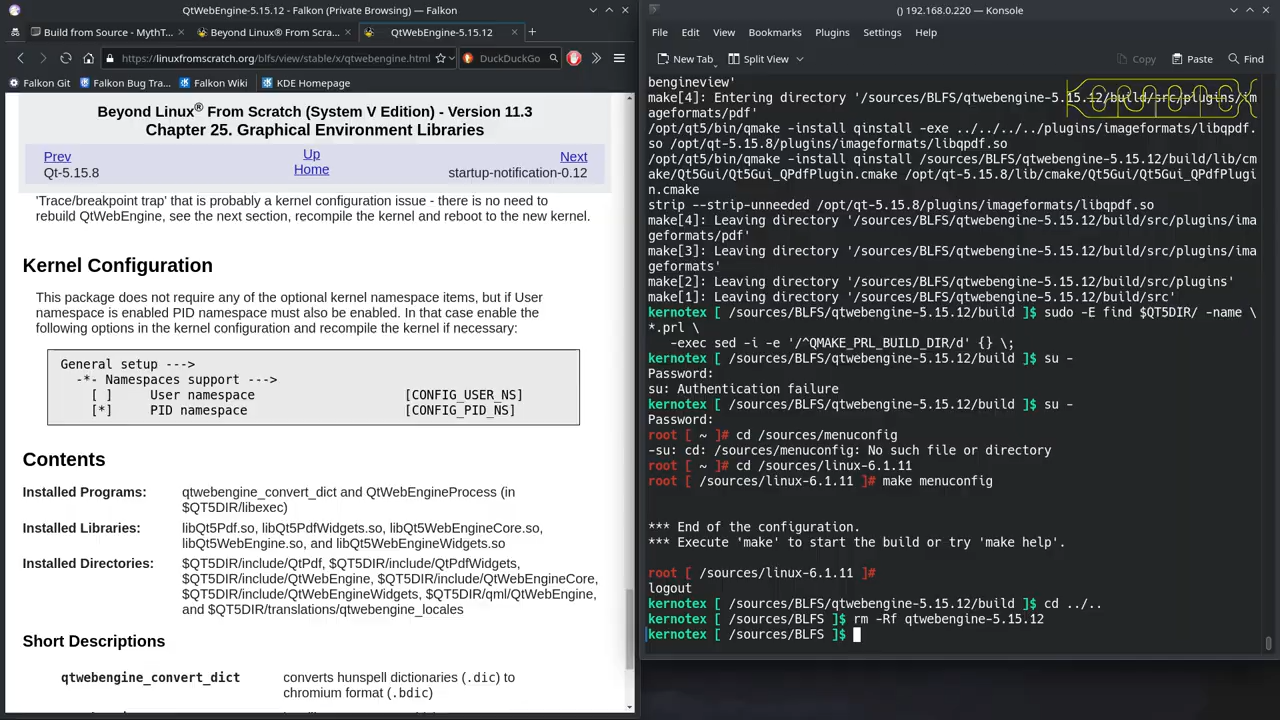 QtWebEngine-5.15.12 - Falkon (Private Browsing) — Falkon
Build from Source - MythT...
Beyond Linux® From Scra...
QtWebEngine-5.15.12
https://linuxfromscratch.org/blfs/view/stable/x/qtwebengine.html
DuckDuckGo
Falkon Git
Falkon Bug Tra...
Falkon Wiki
KDE Homepage
Beyond Linux® From Scratch (System V Edition) - Version 11.3
Chapter 25. Graphical Environment Libraries
Prev
Up
Next
Qt-5.15.8
Home
startup-notification-0.12
'Trace/breakpoint trap' that is probably a kernel configuration issue - there is no need to
rebuild QtWebEngine, see the next section, recompile the kernel and reboot to the new kernel.
Kernel Configuration
This package does not require any of the optional kernel namespace items, but if User
namespace is enabled PID namespace must also be enabled. In that case enable the
following options in the kernel configuration and recompile the kernel if necessary:
General setup --->
-*- Namespaces support --->
[ ] User namespace [CONFIG_USER_NS]
[*] PID namespace [CONFIG_PID_NS]
Contents
Installed Programs: qtwebengine_convert_dict and QtWebEngineProcess (in
$QT5DIR/libexec)
Installed Libraries: libQt5Pdf.so, libQt5PdfWidgets.so, libQt5WebEngineCore.so,
libQt5WebEngine.so, and libQt5WebEngineWidgets.so
Installed Directories: $QT5DIR/include/QtPdf, $QT5DIR/include/QtPdfWidgets,
$QT5DIR/include/QtWebEngine, $QT5DIR/include/QtWebEngineCore,
$QT5DIR/include/QtWebEngineWidgets, $QT5DIR/qml/QtWebEngine,
and $QT5DIR/translations/qtwebengine_locales
Short Descriptions
qtwebengine_convert_dict converts hunspell dictionaries (.dic) to
chromium format (.bdic)
() 192.168.0.220 — Konsole
File Edit View Bookmarks Plugins Settings Help
New Tab Split View Copy Paste Find
bengineview'
make[4]: Entering directory '/sources/BLFS/qtwebengine-5.15.12/build/src/plugins/im
ageformats/pdf'
/opt/qt5/bin/qmake -install qinstall -exe ../../../../plugins/imageformats/libqpdf.
so /opt/qt-5.15.8/plugins/imageformats/libqpdf.so
/opt/qt5/bin/qmake -install qinstall /sources/BLFS/qtwebengine-5.15.12/build/lib/cm
ake/Qt5Gui/Qt5Gui_QPdfPlugin.cmake /opt/qt-5.15.8/lib/cmake/Qt5Gui/Qt5Gui_QPdfPlugi
n.cmake
strip --strip-unneeded /opt/qt-5.15.8/plugins/imageformats/libqpdf.so
make[4]: Leaving directory '/sources/BLFS/qtwebengine-5.15.12/build/src/plugins/ima
geformats/pdf'
make[3]: Leaving directory '/sources/BLFS/qtwebengine-5.15.12/build/src/plugins/ima
geformats'
make[2]: Leaving directory '/sources/BLFS/qtwebengine-5.15.12/build/src/plugins'
make[1]: Leaving directory '/sources/BLFS/qtwebengine-5.15.12/build/src'
kernotex [ /sources/BLFS/qtwebengine-5.15.12/build ]$ sudo -E find $QT5DIR/ -name \
*.prl \
-exec sed -i -e '/^QMAKE_PRL_BUILD_DIR/d' {} \;
kernotex [ /sources/BLFS/qtwebengine-5.15.12/build ]$ su -
Password:
su: Authentication failure
kernotex [ /sources/BLFS/qtwebengine-5.15.12/build ]$ su -
Password:
root [ ~ ]# cd /sources/menuconfig
-su: cd: /sources/menuconfig: No such file or directory
root [ ~ ]# cd /sources/linux-6.1.11
root [ /sources/linux-6.1.11 ]# make menuconfig
*** End of the configuration.
*** Execute 'make' to start the build or try 'make help'.
root [ /sources/linux-6.1.11 ]#
logout
kernotex [ /sources/BLFS/qtwebengine-5.15.12/build ]$ cd ../..
kernotex [ /sources/BLFS ]$ rm -Rf qtwebengine-5.15.12
kernotex [ /sources/BLFS ]$